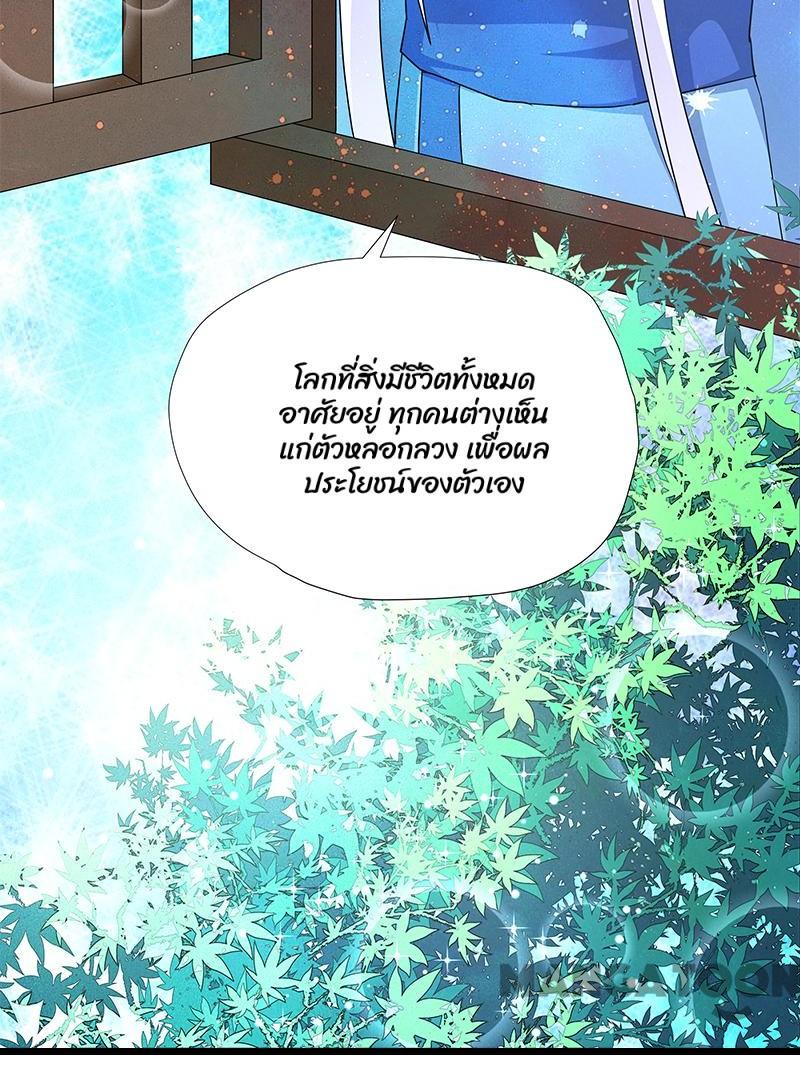 โลกที่สิ่งมีชีวิตทั้งหมด
อาศัยอยู่ ทุกคนต่างเห็น
แก่ตัวหลอกลวง เพื่อผล
ประโยชน์ของตัวเอง
MANGATOON